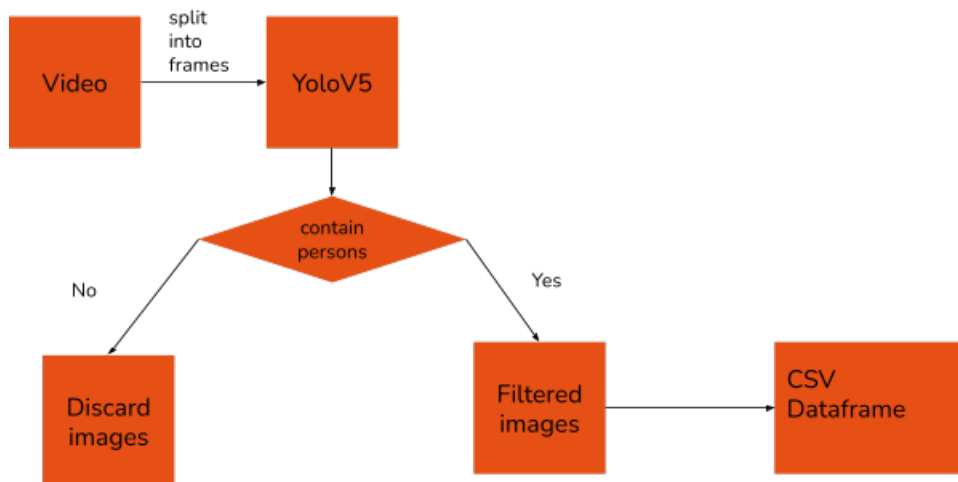 split
into
frames
Video
YoloV5
contain
persons
No
Yes
Discard
images
Filtered
images
CSV
Dataframe